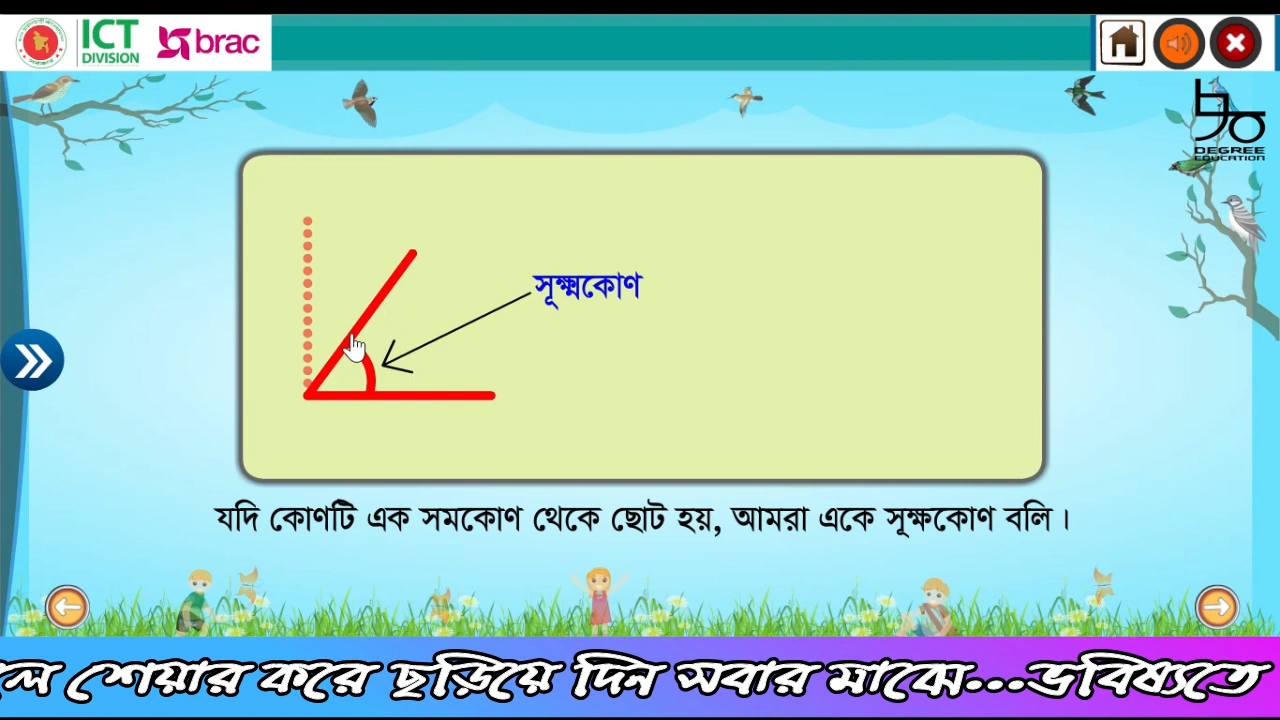 ICT
DIVISION
brac
DEGREE
EDUCATION
সূক্ষ্মকোণ
যদি কোণটি এক সমকোণ থেকে ছোট হয়, আমরা একে সূক্ষকোণ বলি।
শেয়ার করে ছড়িয়ে দিন সবার মাঝে...ভবিষ্যতে